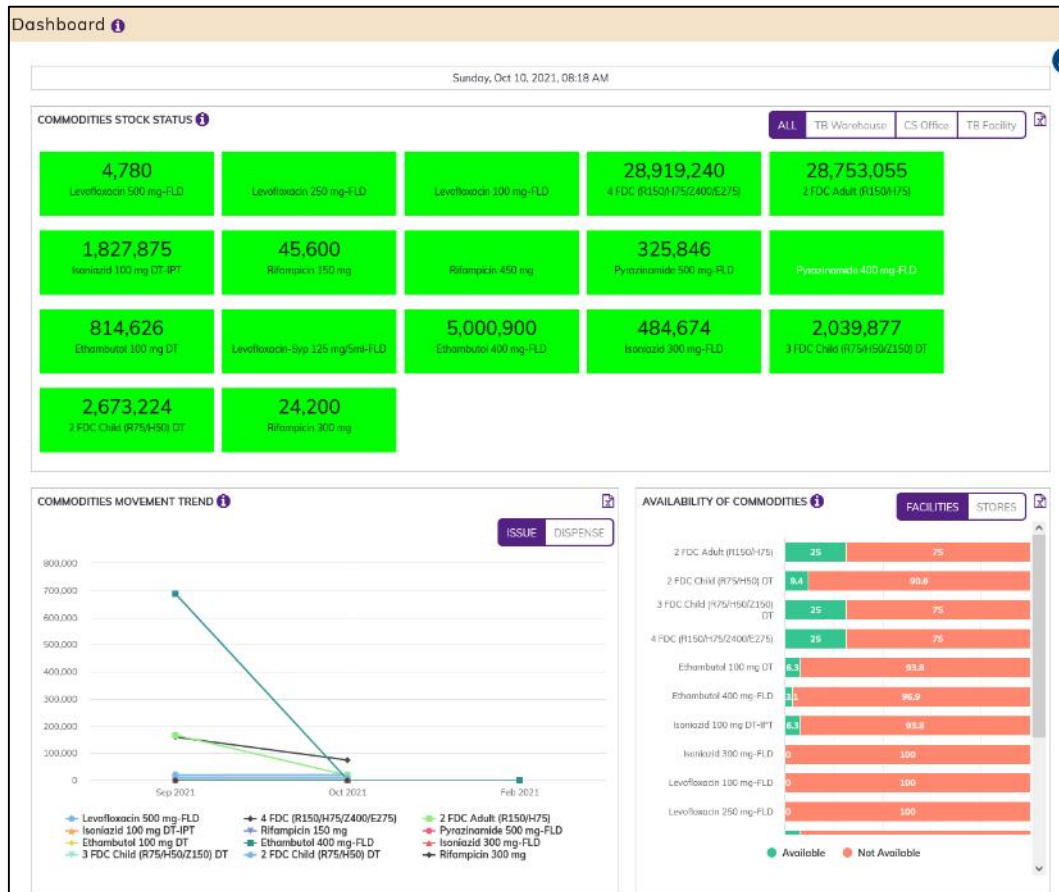 Dashboard
Sunday, Oct 10, 2021, 08:18 AM
COMMODITIES STOCK STATUS
ALL TB Warehouse CS Office TB Facility
4,780
Levofloxacin 500 mg-FLD
Levofloxacin 250 mg-FLD
Levofloxacin 100 mg-FLD
28,919,240
4 FDC (R150/H75/Z400/E275)
28,753,055
2 FDC Adult (R150/H75)
1,827,875
Isoniazid 100 mg DT-IPT
45,600
Rifampicin 150 mg
Rifampicin 450 mg
325,846
Pyrazinamide 500 mg-FLD
Pyrazinamide 400 mg-FLD
814,626
Ethambutol 100 mg DT
Levofloxacin-Syp 125 mg/5ml-FLD
5,000,900
Ethambutol 400 mg-FLD
484,674
Isoniazid 300 mg-FLD
2,039,877
3 FDC Child (R75/H50/Z150) DT
2,673,224
2 FDC Child (R75/H50) DT
24,200
Rifampicin 300 mg
COMMODITIES MOVEMENT TREND
ISSUE DISPENSE
800,000
700,000
600,000
500,000
400,000
300,000
200,000
100,000
0
Sep 2021 Oct 2021 Feb 2021
Levofloxacin 500 mg-FLD 4 FDC (R150/H75/Z400/E275) 2 FDC Adult (R150/H75)
Isoniazid 100 mg DT-IPT Rifampicin 150 mg Pyrazinamide 500 mg-FLD
Ethambutol 100 mg DT Ethambutol 400 mg-FLD Isoniazid 300 mg-FLD
3 FDC Child (R75/H50/Z150) DT 2 FDC Child (R75/H50) DT Rifampicin 300 mg
AVAILABILITY OF COMMODITIES
FACILITIES STORES
2 FDC Adult (R150/H75) 25 75
2 FDC Child (R75/H50) DT 9.4 90.6
3 FDC Child (R75/H50/Z150)
DT 25 75
4 FDC (R150/H75/Z400/E275) 25 75
Ethambutol 100 mg DT 6.3 93.8
Ethambutol 400 mg-FLD 3.1 96.9
Isoniazid 100 mg DT-IPT 6.3 93.8
Isoniazid 300 mg-FLD 0 100
Levofloxacin 100 mg-FLD 0 100
Levofloxacin 250 mg-FLD 0 100
Available Not Available